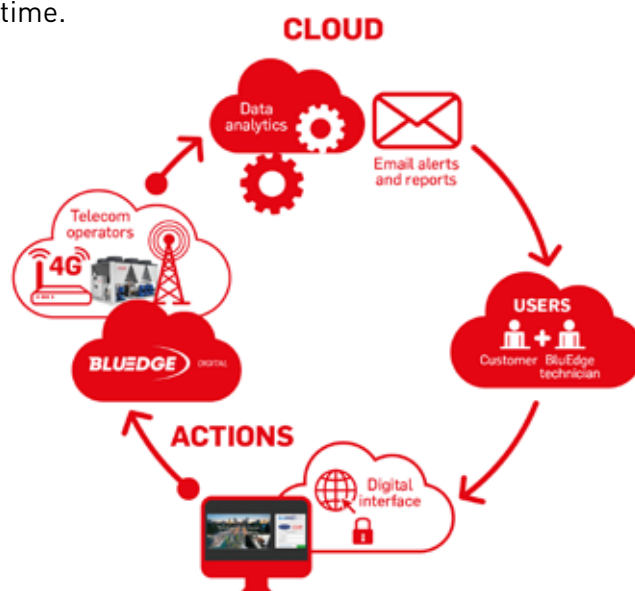 time.
CLOUD
Data
analytics
Email alerts
and reports
Telecom
operators
4G
USERS
Customer + BluEdge
technician
BLUEDGE DIGITAL
ACTIONS
Digital
interface